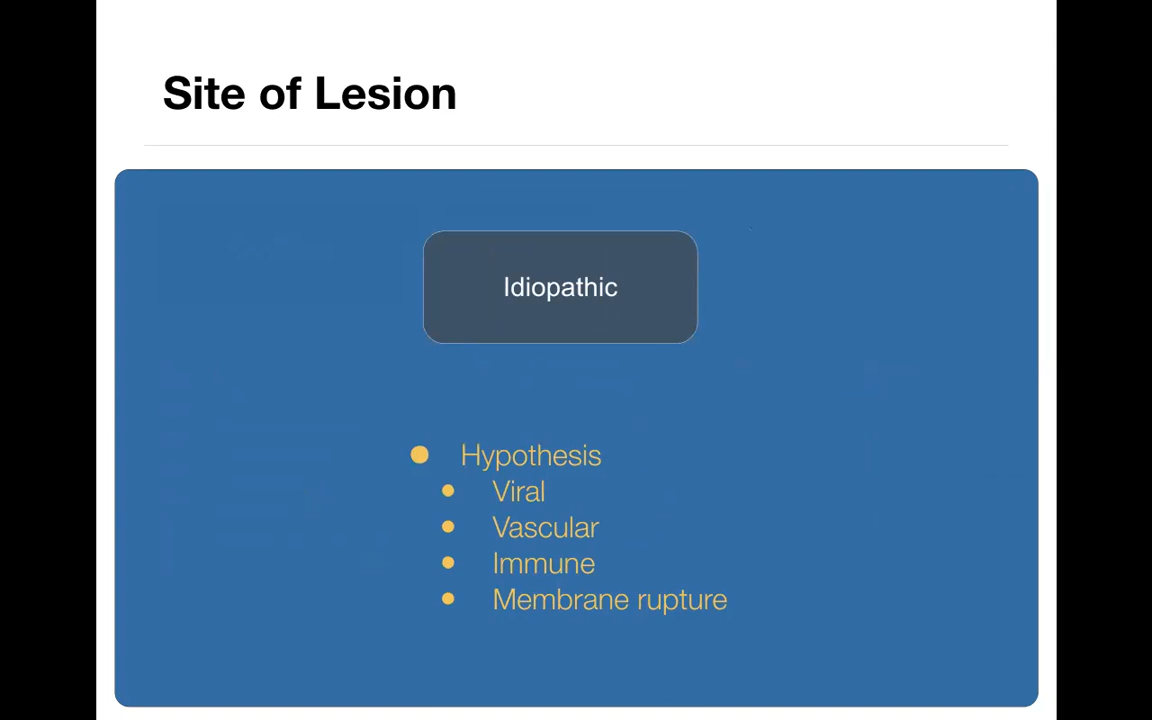 Site of Lesion
Idiopathic
Hypothesis
Viral
Vascular
Immune
Membrane rupture